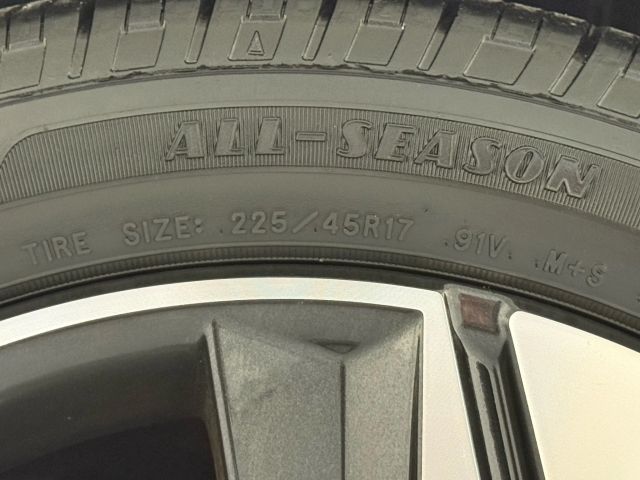 ALL-SEASON
TIRE SIZE: 225/45R17 91V M+S